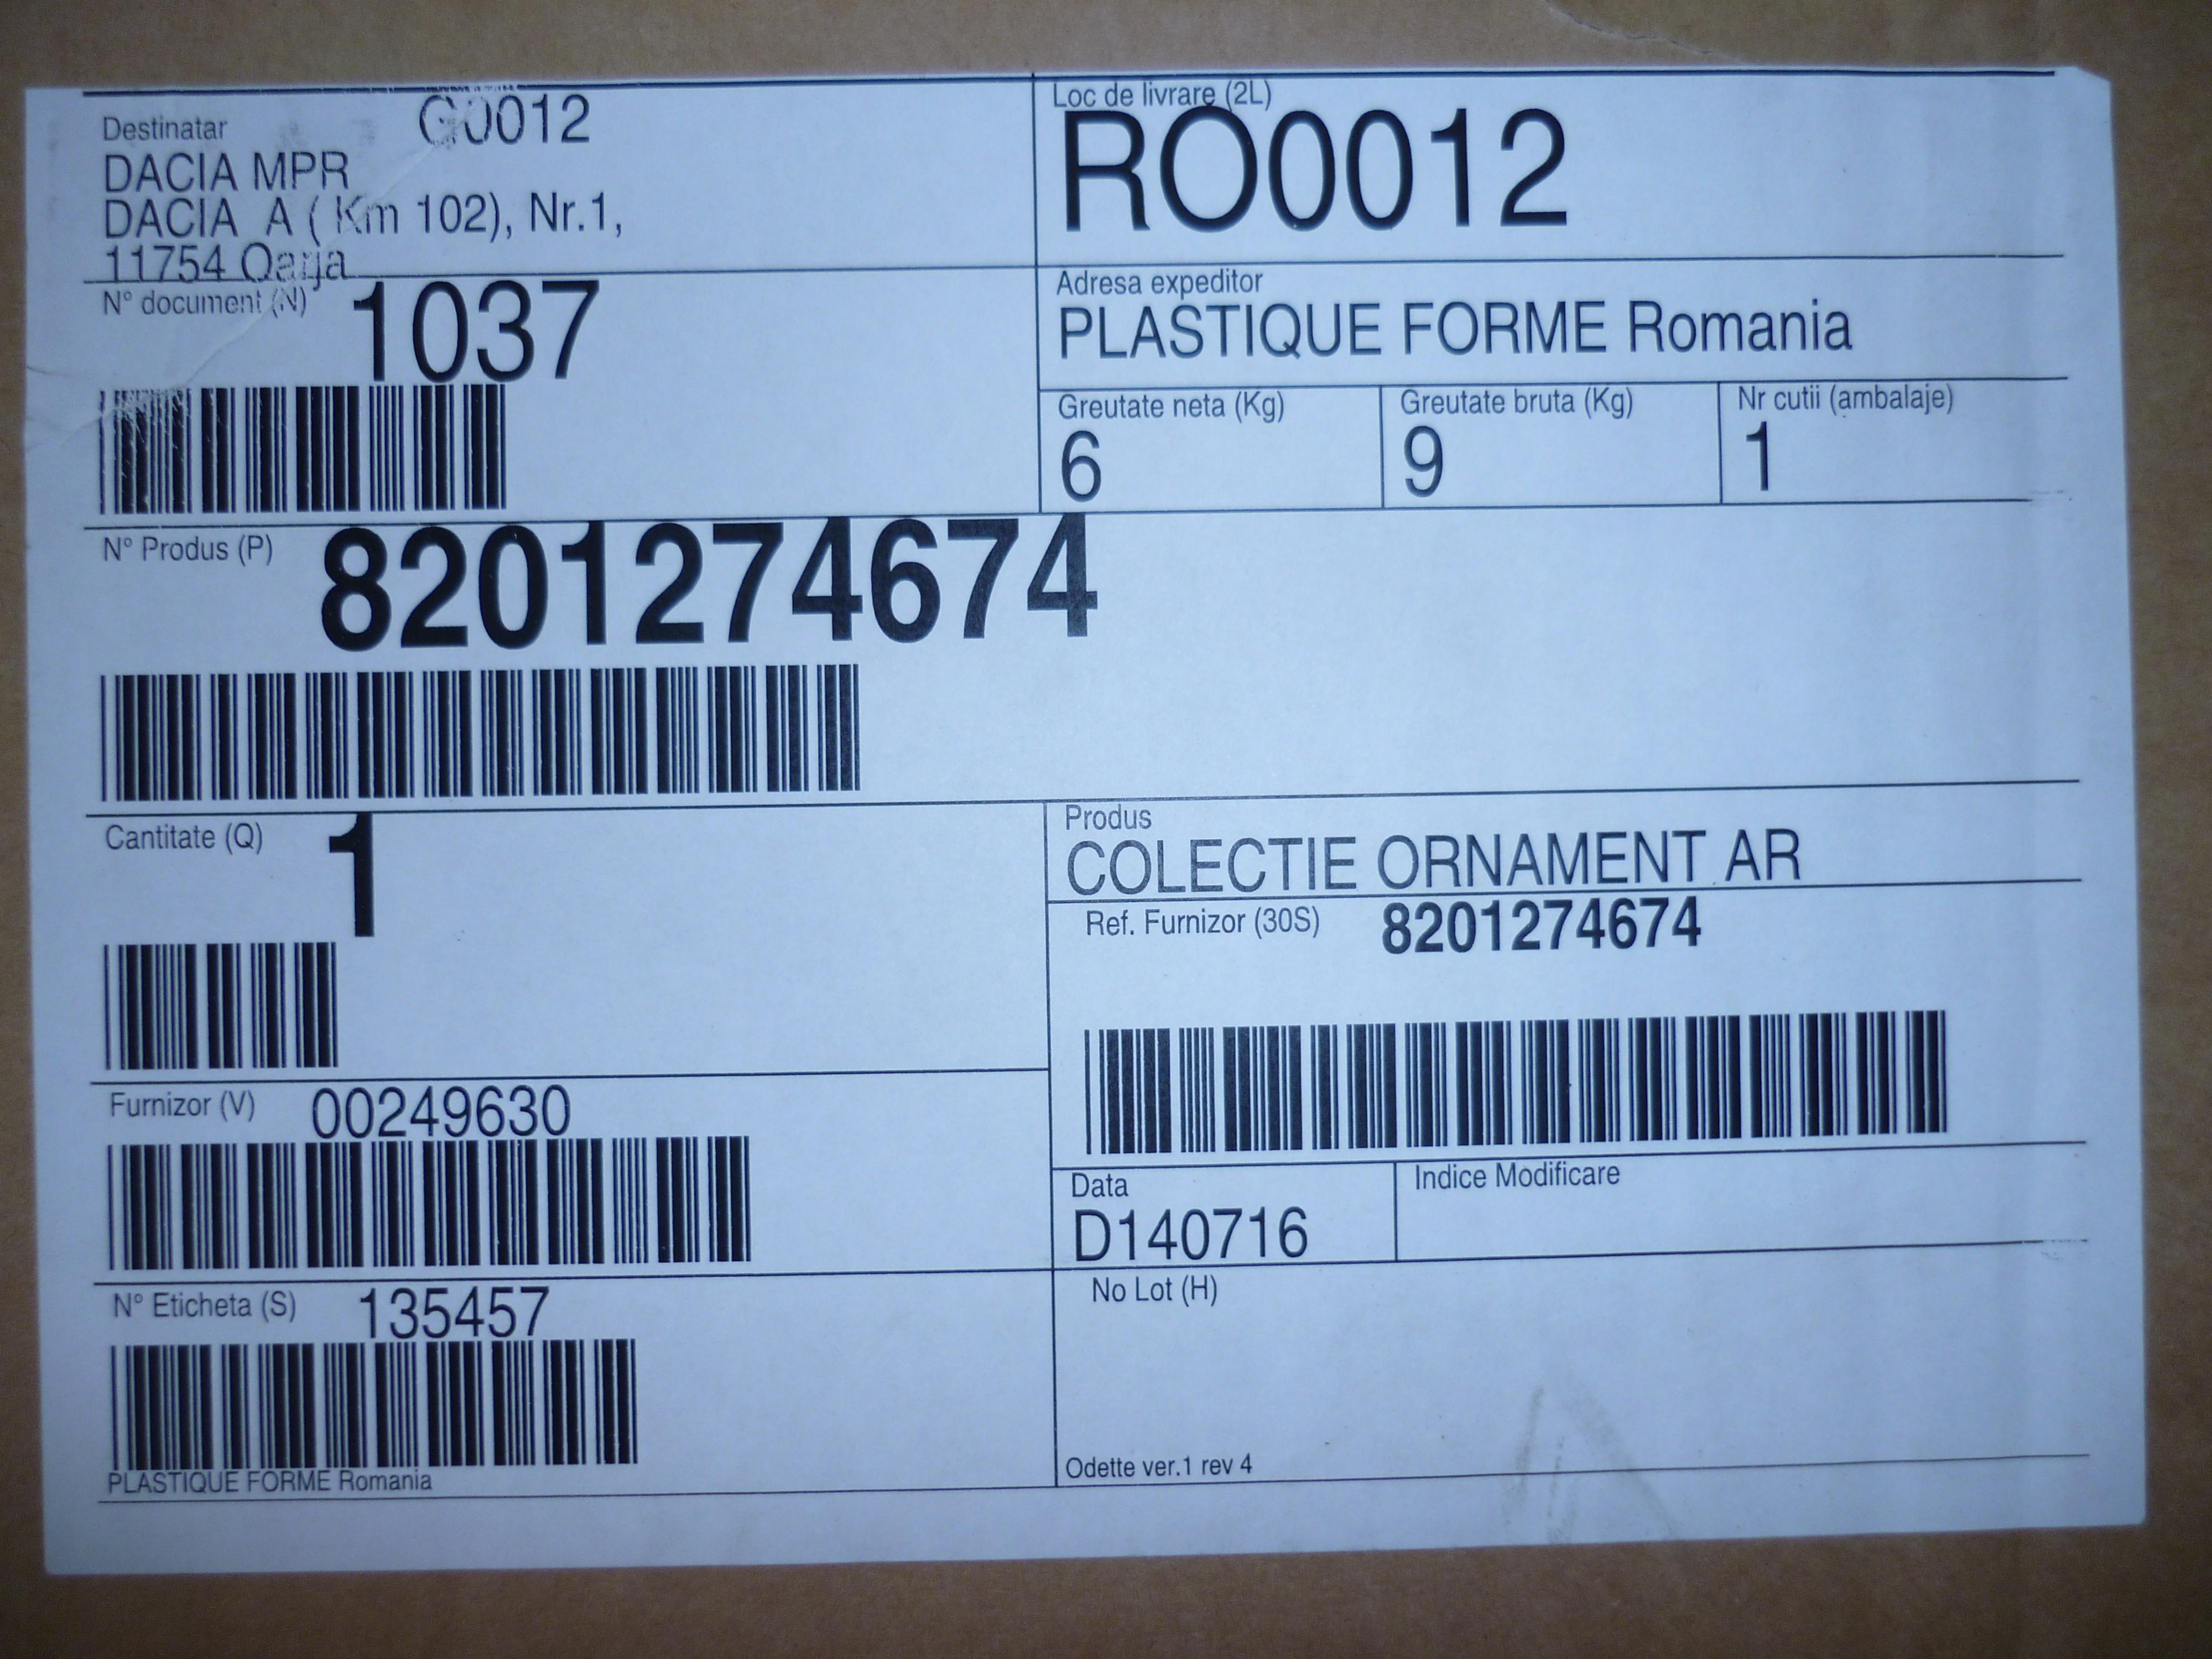 Destinatar
DACIA MPR
DACIA A ( Km 102), Nr.1,
11754 Oarja
Loc de livrare (2L)
RO0012
N° document (N) 1037
Adresa expeditor
PLASTIQUE FORME Romania
Greutate neta (Kg)
6
Greutate bruta (Kg)
9
Nr cutii (ambalaje)
1
N° Produs (P) 8201274674
Cantitate (Q) 1
Produs
COLECTIE ORNAMENT AR
Ref. Furnizor (30S) 8201274674
Furnizor (V) 00249630
Data
D140716
Indice Modificare
N° Eticheta (S) 135457
No Lot (H)
PLASTIQUE FORME Romania
Odette ver.1 rev 4